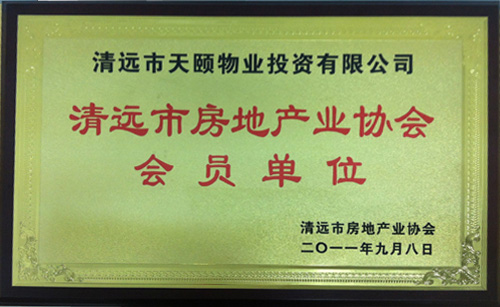 清远市天颐物业投资有限公司
清远市房地产业协会
会员单位
清远市房地产业协会
二〇一一年九月八日